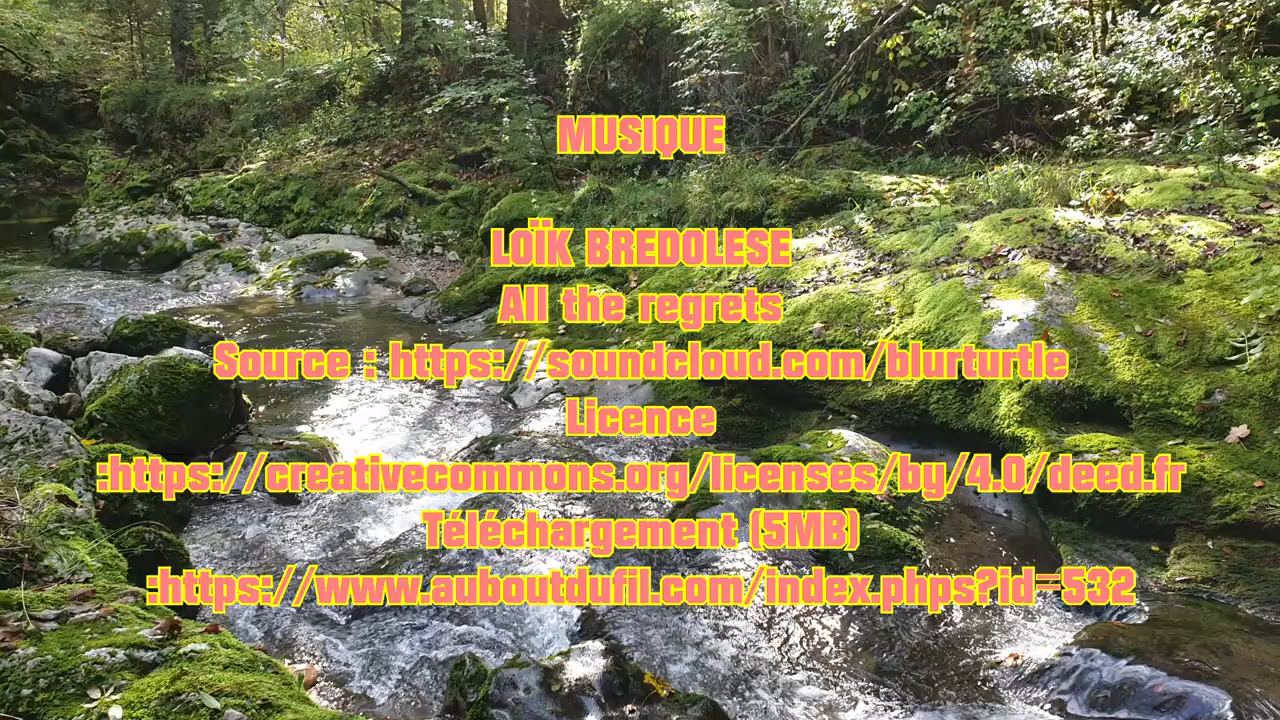 MUSIQUE
LOÏK BREDOLESE
All the regrets
Source : https://soundcloud.com/blurturtle
Licence
:https://creativecommons.org/licenses/by/4.0/deed.fr
Téléchargement (5MB)
:https://www.auboutdufil.com/index.phps?id=532